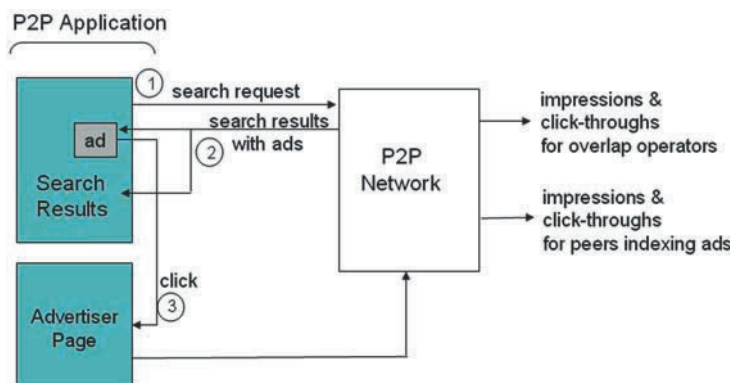 P2P Application
1
search request
ad
search results
with ads
2
Search
Results
P2P
Network
impressions &
click-throughs
for overlap operators
impressions &
click-throughs
for peers indexing ads
click
3
Advertiser
Page